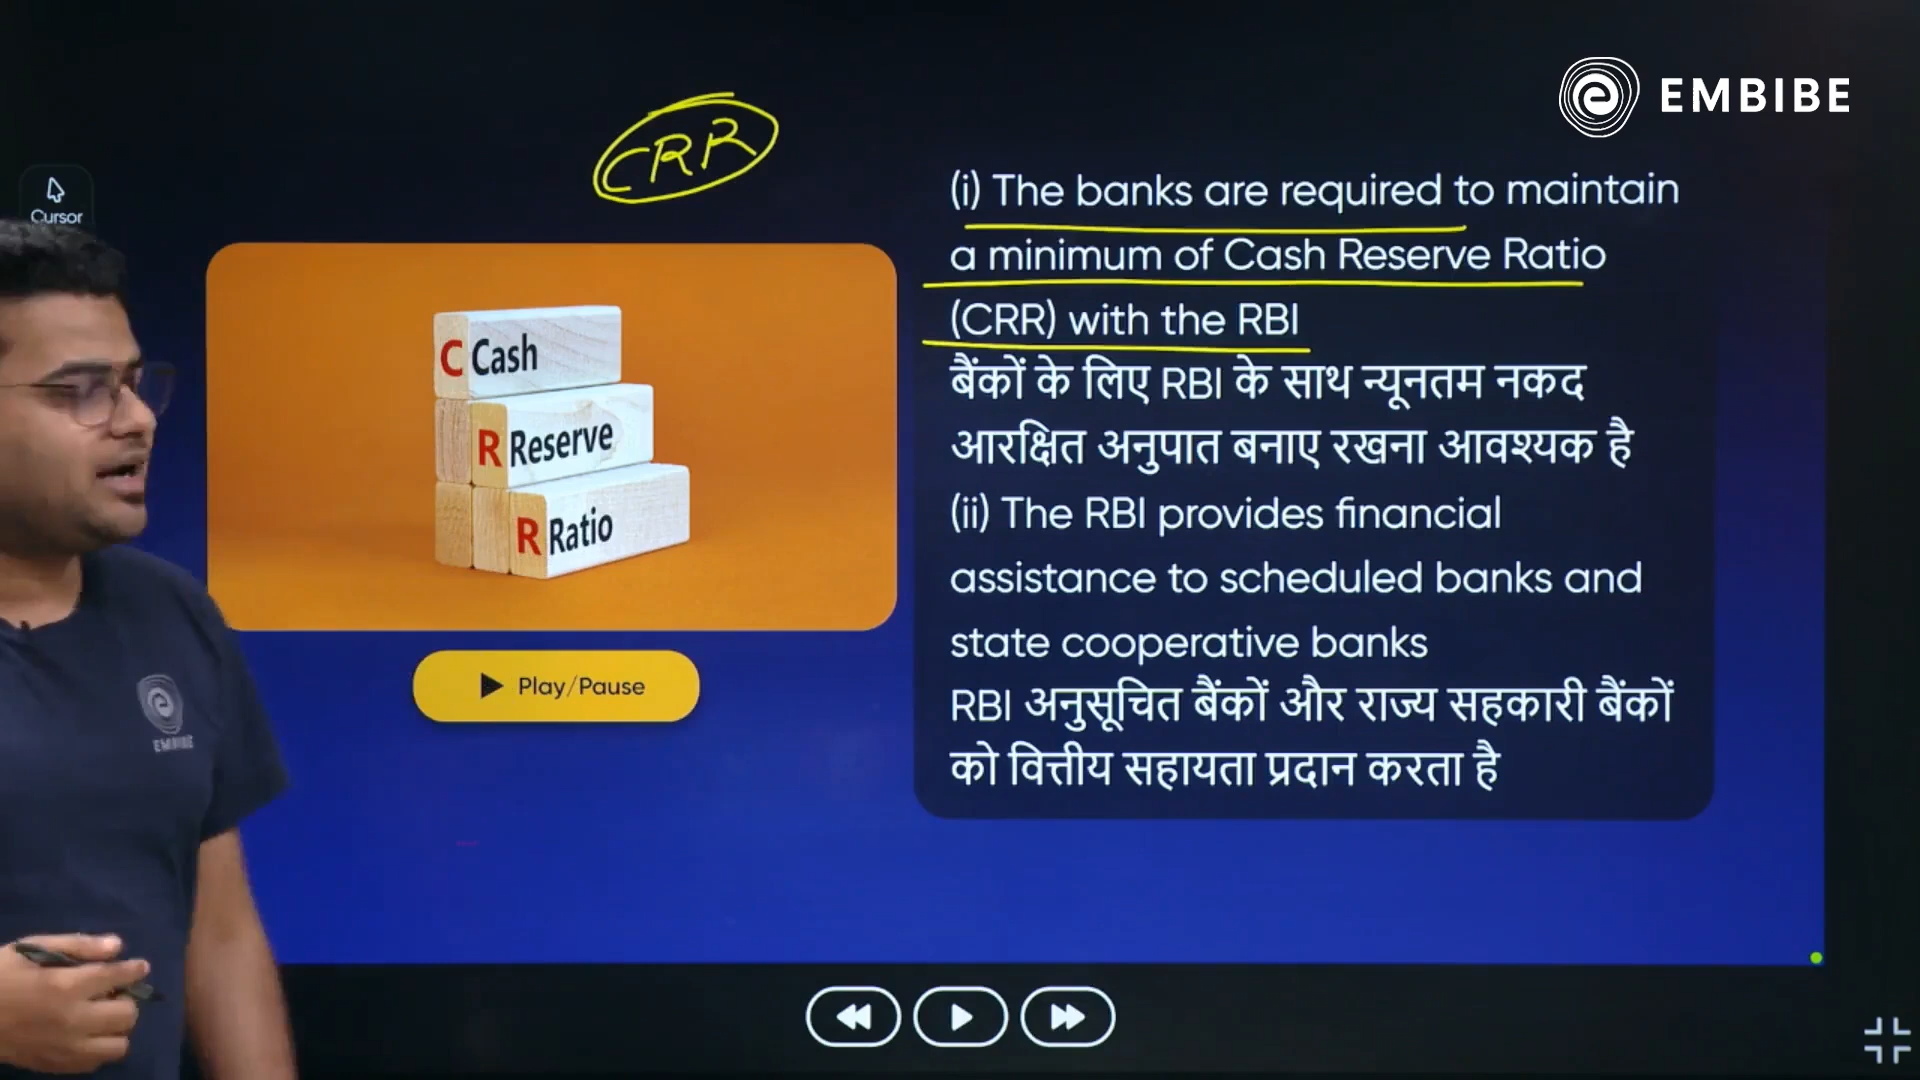 EMBIBE
CRR
Cursor
(i) The banks are required to maintain
a minimum of Cash Reserve Ratio
(CRR) with the RBI
बैंकों के लिए RBI के साथ न्यूनतम नकद
आरक्षित अनुपात बनाए रखना आवश्यक है
(ii) The RBI provides financial
assistance to scheduled banks and
state cooperative banks
RBI अनुसूचित बैंकों और राज्य सहकारी बैंकों
को वित्तीय सहायता प्रदान करता है
C Cash
R Reserve
R Ratio
Play/Pause
EMBIBE